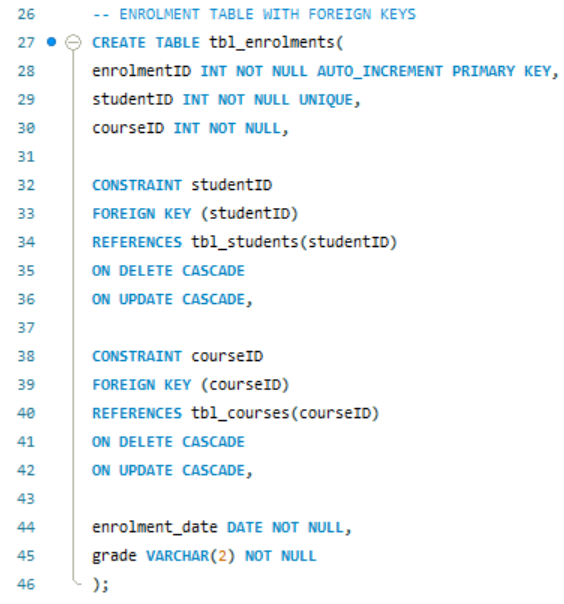 26 -- ENROLMENT TABLE WITH FOREIGN KEYS
27 CREATE TABLE tbl_enrolments(
28 enrolmentID INT NOT NULL AUTO_INCREMENT PRIMARY KEY,
29 studentID INT NOT NULL UNIQUE,
30 courseID INT NOT NULL,
31
32 CONSTRAINT studentID
33 FOREIGN KEY (studentID)
34 REFERENCES tbl_students(studentID)
35 ON DELETE CASCADE
36 ON UPDATE CASCADE,
37
38 CONSTRAINT courseID
39 FOREIGN KEY (courseID)
40 REFERENCES tbl_courses(courseID)
41 ON DELETE CASCADE
42 ON UPDATE CASCADE,
43
44 enrolment_date DATE NOT NULL,
45 grade VARCHAR(2) NOT NULL
46 );